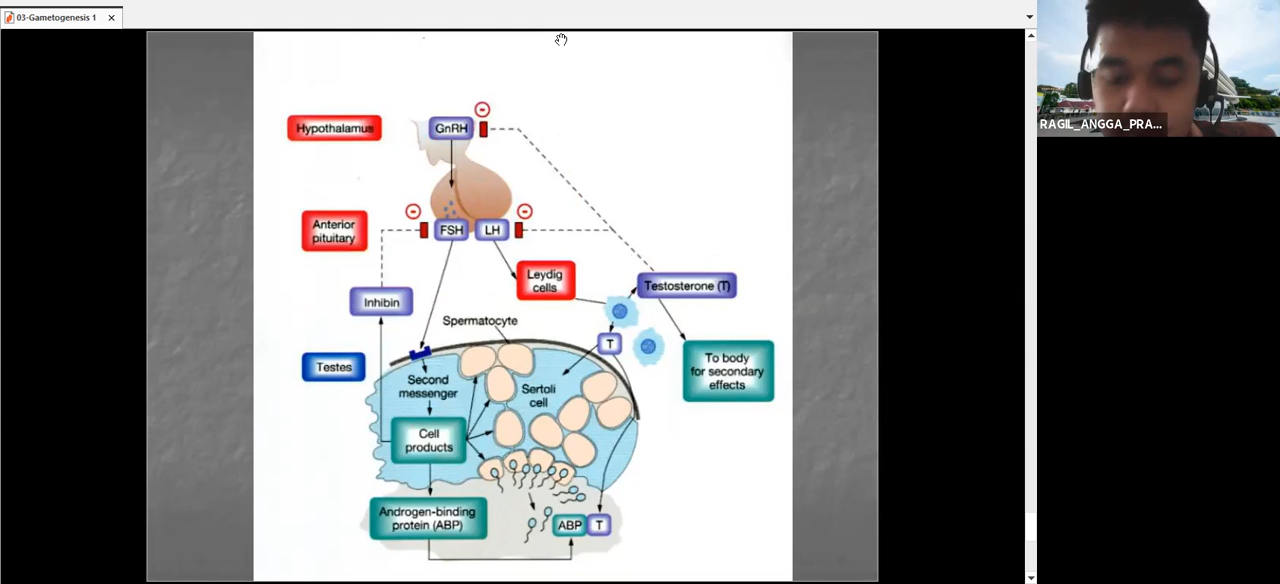 03-Gametogenesis 1
RAGIL_ANGGA_PRA...
Hypothalamus
GnRH
Anterior
pituitary
FSH
LH
Leydig
cells
Testosterone (T)
Inhibin
Spermatocyte
T
Testes
To body
for secondary
effects
Second
messenger
Sertoli
cell
Cell
products
Androgen-binding
protein (ABP)
ABP
T